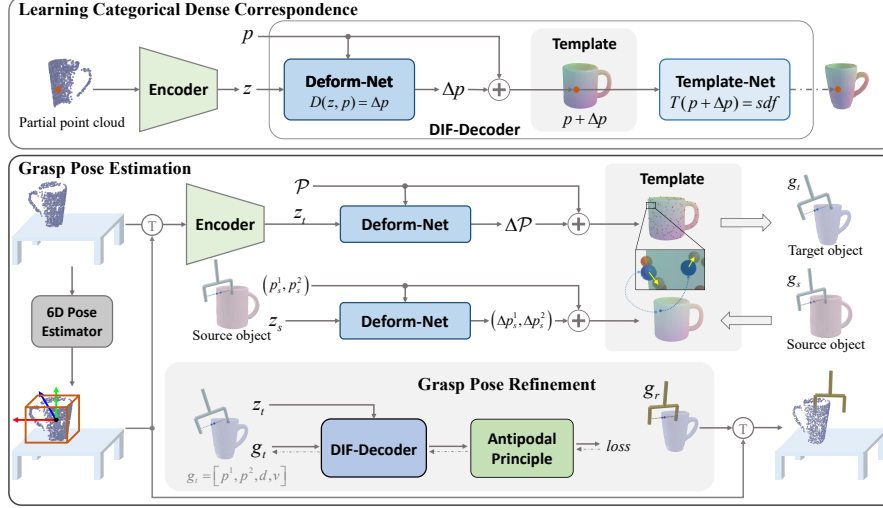 Learning Categorical Dense Correspondence
p
Template
Encoder
z
Deform-Net
D(z, p) = Δp
Δp
Template-Net
T(p + Δp) = sdf
Partial point cloud
DIF-Decoder
p + Δp
Grasp Pose Estimation
𝒫
Template
g_t
T
Encoder
z_t
Deform-Net
Δ𝒫
Target object
(p_s^1, p_s^2)
g_s
6D Pose
Estimator
Source object
z_s
Deform-Net
(Δp_s^1, Δp_s^2)
Source object
Grasp Pose Refinement
z_t
g_r
g_t
DIF-Decoder
Antipodal
Principle
loss
T
g_t = [p^1, p^2, d, v]